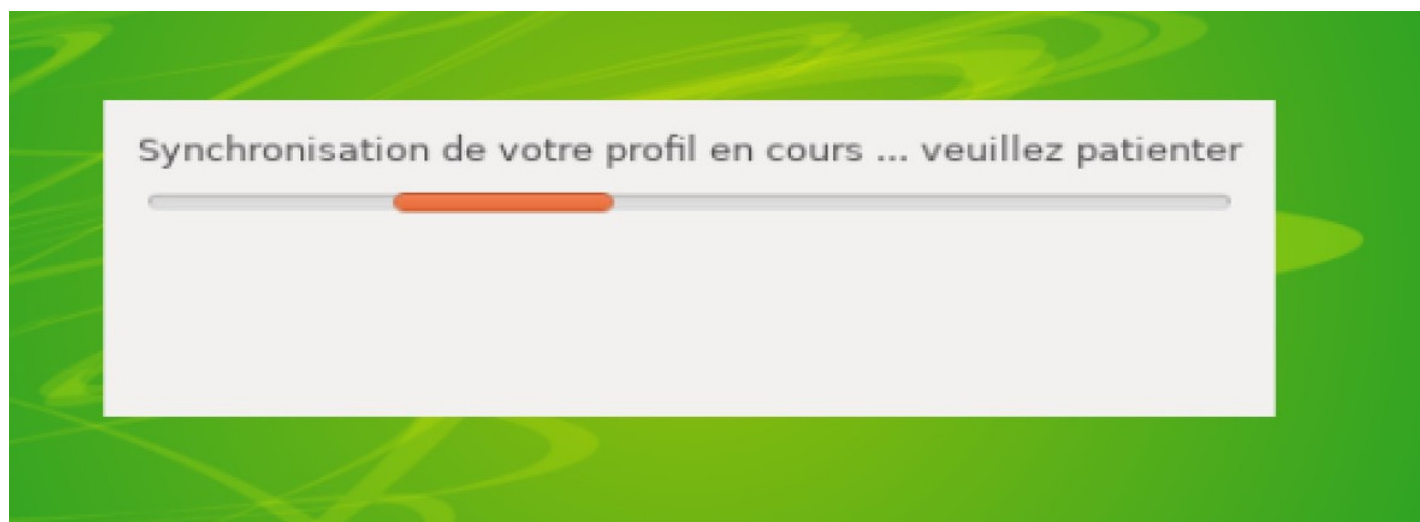 Synchronisation de votre profil en cours ... veuillez patienter